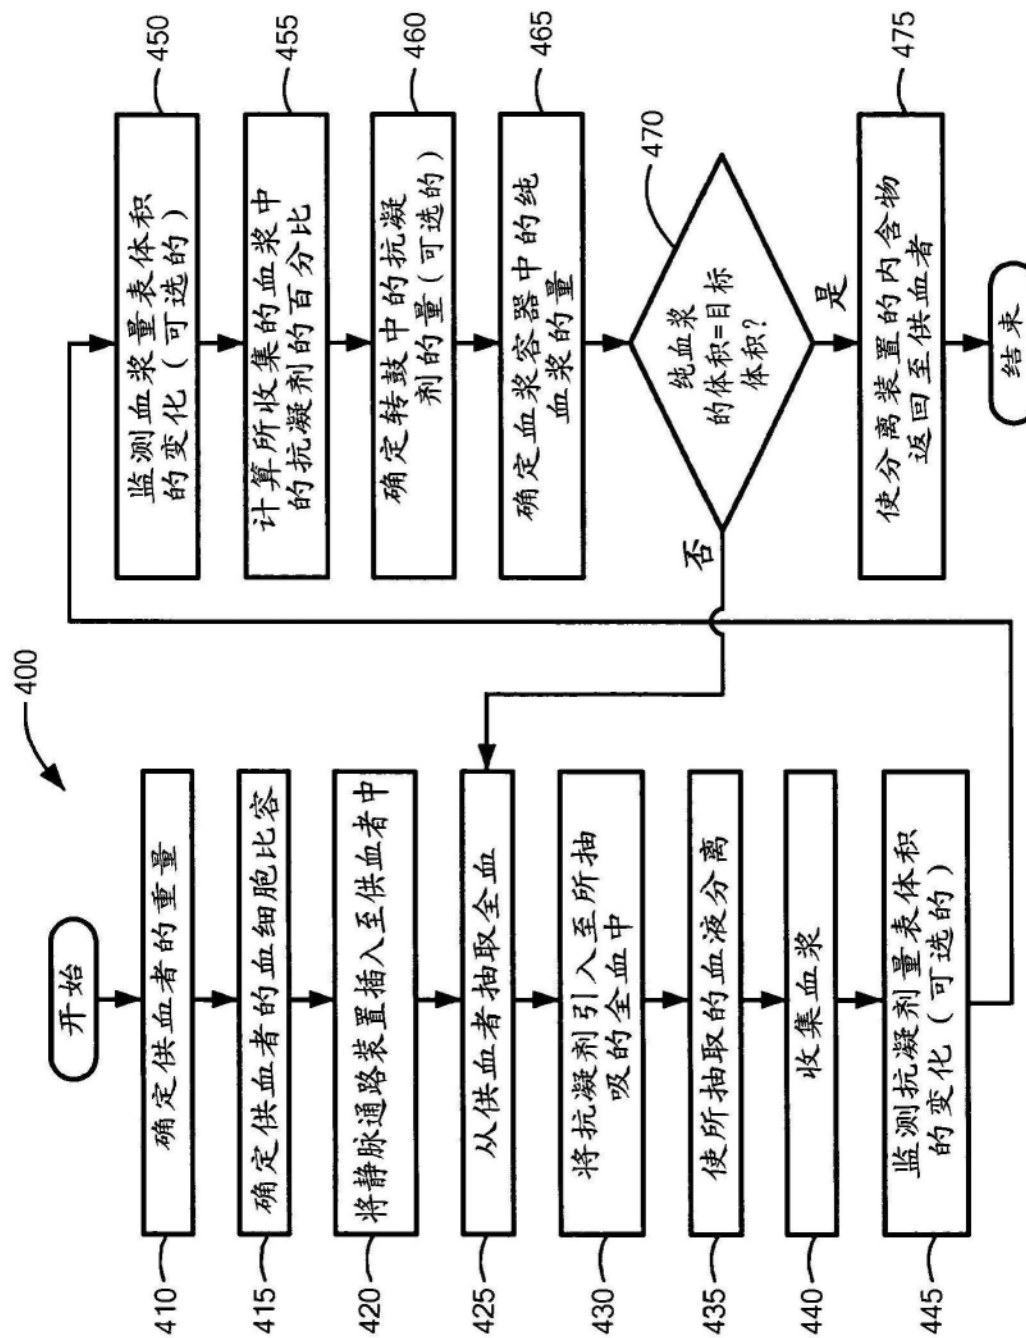 400
开始
410
确定供血者的重量
415
确定供血者的血细胞比容
420
将静脉通路装置插入至供血者中
425
从供血者抽取全血
430
将抗凝剂引入至所抽
吸的全血中
435
使所抽取的血液分离
440
收集血浆
445
监测抗凝剂量表体积
的变化（可选的）
450
监测血浆量表体积
的变化（可选的）
455
计算所收集的血浆中
的抗凝剂的百分比
460
确定转鼓中的抗凝
剂的量（可选的）
465
确定血浆容器中的纯
血浆的量
470
纯血浆
的体积=目标
体积？
否
是
475
使分离装置的内含物
返回至供血者
结束